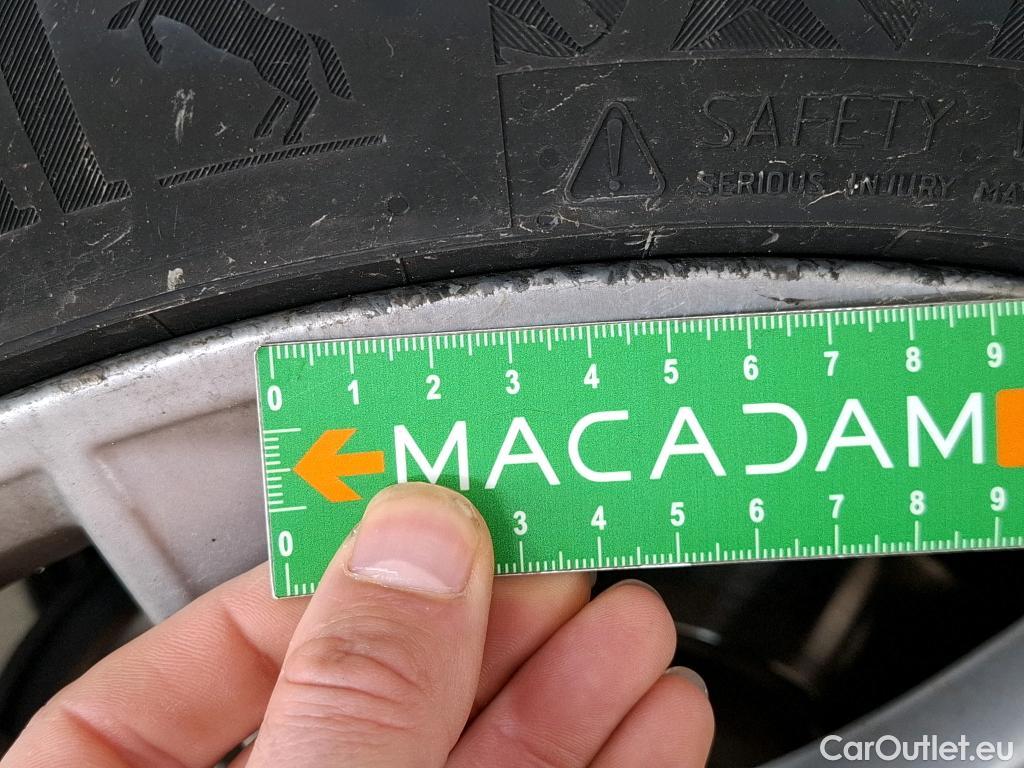 SAFETY
SERIOUS INJURY MA
0 1 2 3 4 5 6 7 8 9
MACADAM
0 3 4 5 6 7 8 9
CarOutlet.eu